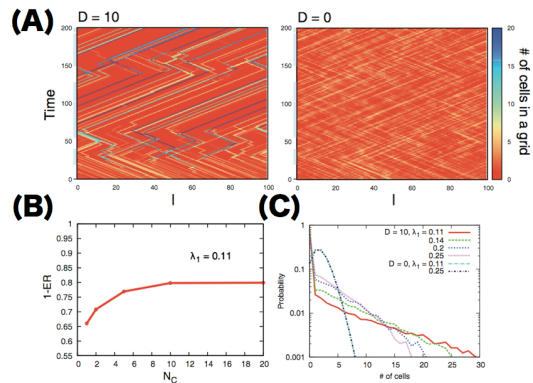 (A)
D = 10
D = 0
200
150
100
50
0
Time
0 20 40 60 80 100
l
200
150
100
50
0
0 20 40 60 80 100
l
20
15
10
5
0
# of cells in a grid
(B)
1
0.95
0.9
0.85
0.8
0.75
0.7
0.65
0.6
0.55
1-ER
λ1 = 0.11
0 2 4 6 8 10 12 14 16 18 20
NC
(C)
1
0.1
0.01
0.001
Probability
D = 10, λ1 = 0.11
0.14
0.2
0.25
D = 0, λ1 = 0.11
0.25
0 5 10 15 20 25 30
# of cells